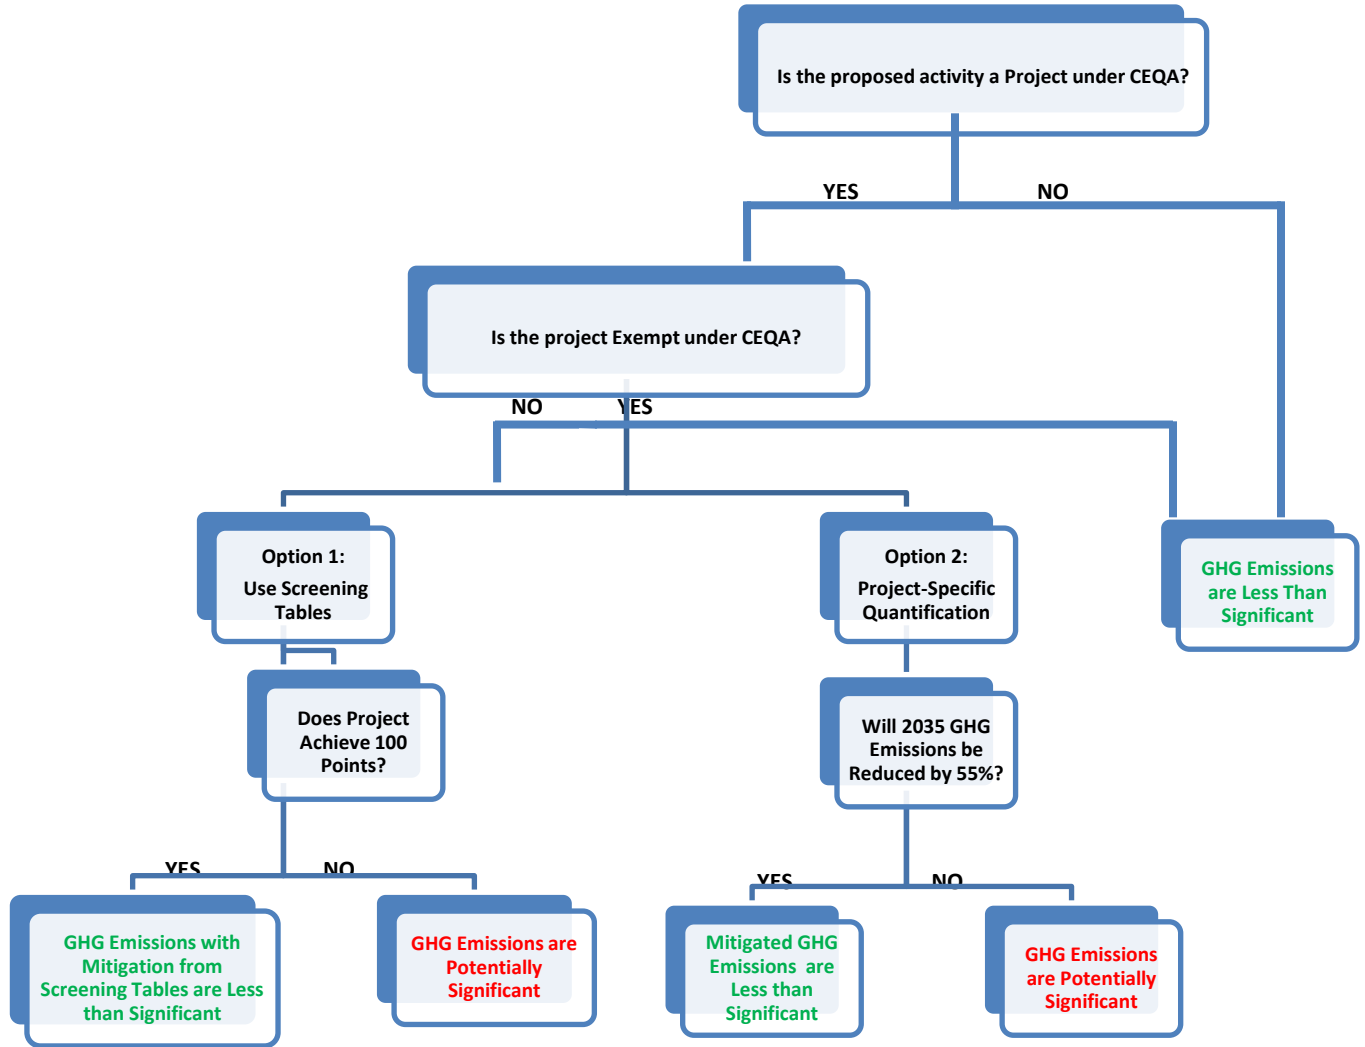 Is the proposed activity a Project under CEQA?
YES
NO
Is the project Exempt under CEQA?
NO
YES
Option 1:
Use Screening
Tables
Option 2:
Project-Specific
Quantification
GHG Emissions
are Less Than
Significant
Does Project
Achieve 100
Points?
Will 2035 GHG
Emissions be
Reduced by 55%?
YES
NO
YES
NO
GHG Emissions with
Mitigation from
Screening Tables are Less
than Significant
GHG Emissions are
Potentially
Significant
Mitigated GHG
Emissions are
Less than
Significant
GHG Emissions
are Potentially
Significant